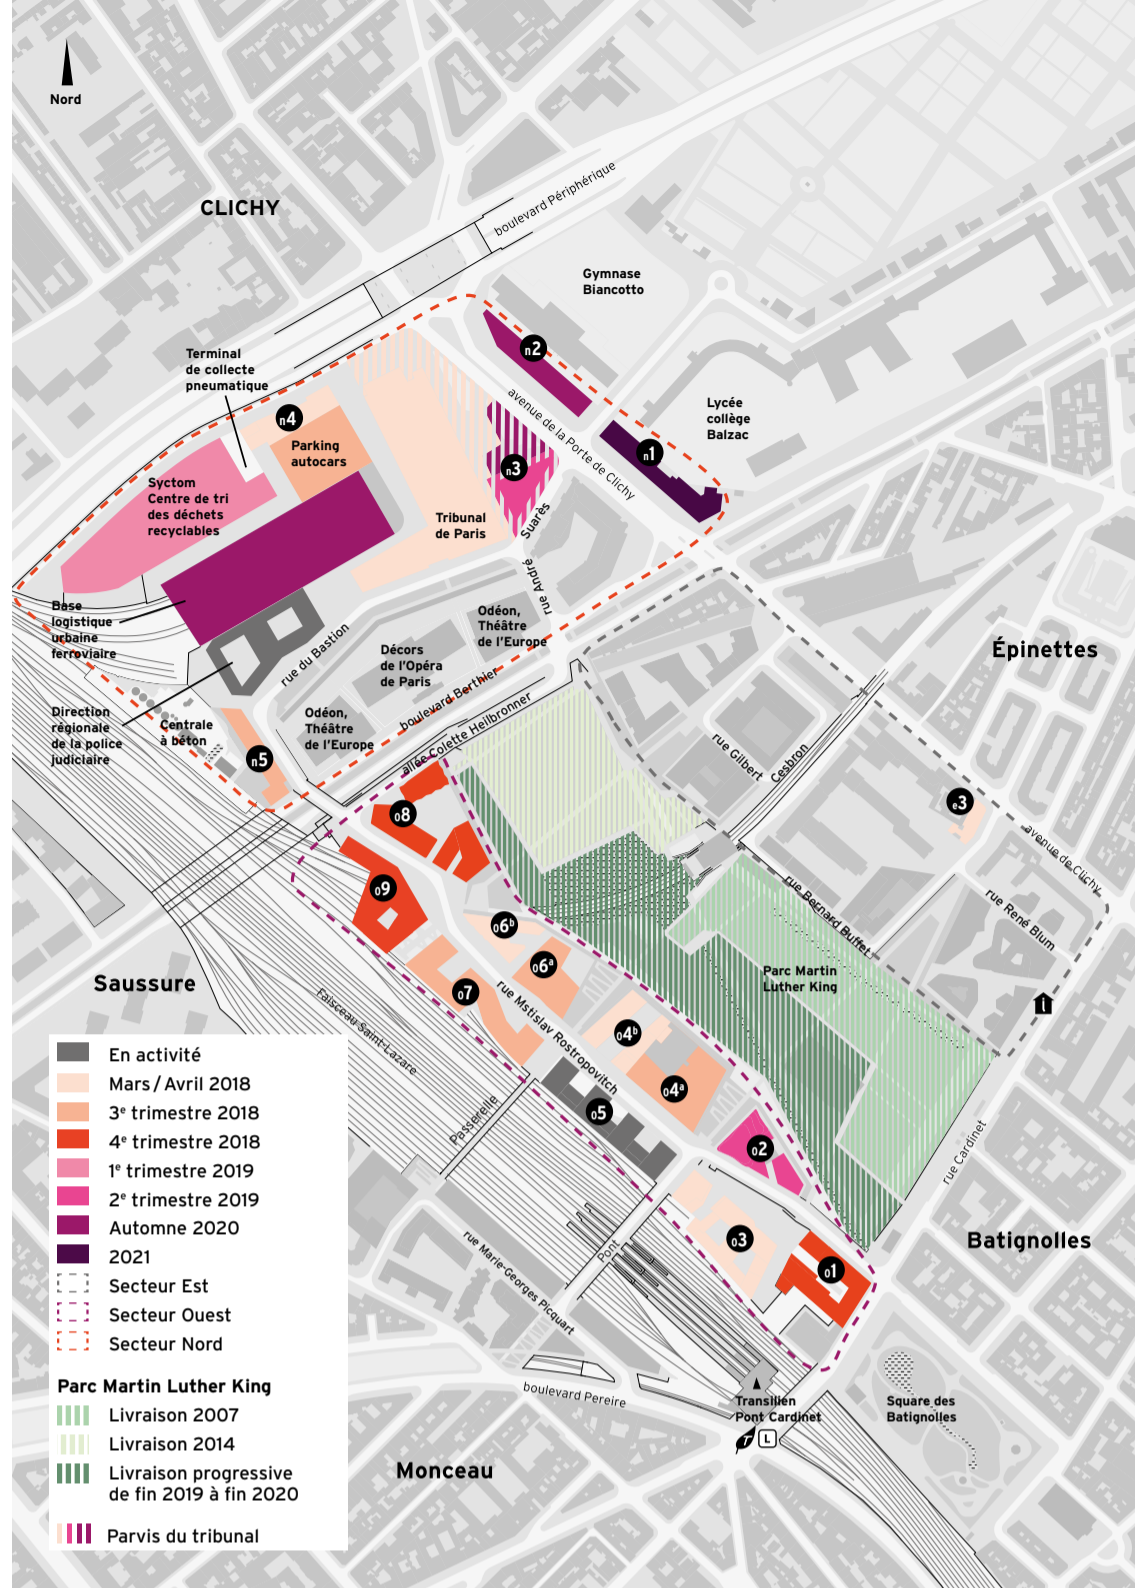 Nord
CLICHY
boulevard Périphérique
Gymnase
Biancotto
Terminal
de collecte
pneumatique
n2
avenue de la Porte de Clichy
Lycée
collège
Balzac
n4
Parking
autocars
n1
n3
Syctom
Centre de tri
des déchets
recyclables
Tribunal
de Paris
rue André
Suarès
Base
logistique
urbaine
ferroviaire
Odéon,
Théâtre
de l'Europe
rue du Bastion
Décors
de l'Opéra
de Paris
Épinettes
boulevard Berthier
allée Colette Heilbronner
Direction
régionale
de la police
judiciaire
Centrale
à béton
Odéon,
Théâtre
de l'Europe
n5
rue Gilbert
Cesbron
e3
avenue de Clichy
o8
o9
rue Bernard Buffet
rue René Blum
o6b
o6a
Parc Martin
Luther King
Saussure
o7
i
rue Mstislav Rostropovitch
Faisceau Saint-Lazare
o4b
o4a
o5
Passerelle
o2
rue Cardinet
o3
Batignolles
Pont
o1
rue Marie-Georges Picquart
boulevard Pereire
Transilien
Pont Cardinet
T
L
Square des
Batignolles
Monceau
En activité
Mars / Avril 2018
3e trimestre 2018
4e trimestre 2018
1e trimestre 2019
2e trimestre 2019
Automne 2020
2021
Secteur Est
Secteur Ouest
Secteur Nord
Parc Martin Luther King
Livraison 2007
Livraison 2014
Livraison progressive
de fin 2019 à fin 2020
Parvis du tribunal